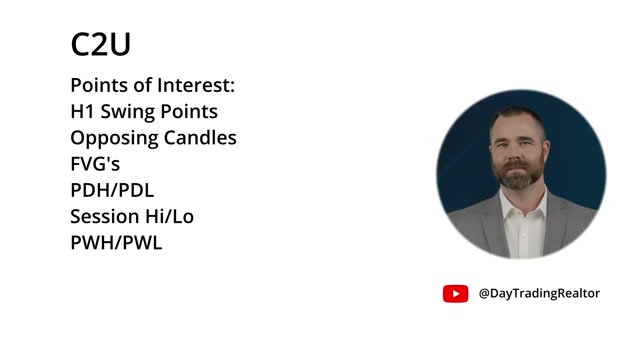 C2U
Points of Interest:
H1 Swing Points
Opposing Candles
FVG's
PDH/PDL
Session Hi/Lo
PWH/PWL
@DayTradingRealtor